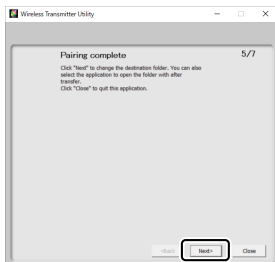 Wireless Transmitter Utility
Pairing complete
5/7
Click "Next" to change the destination folder. You can also
select the application to open the folder with after
transfer.
Click "Close" to quit this application.
<Back
Next>
Close